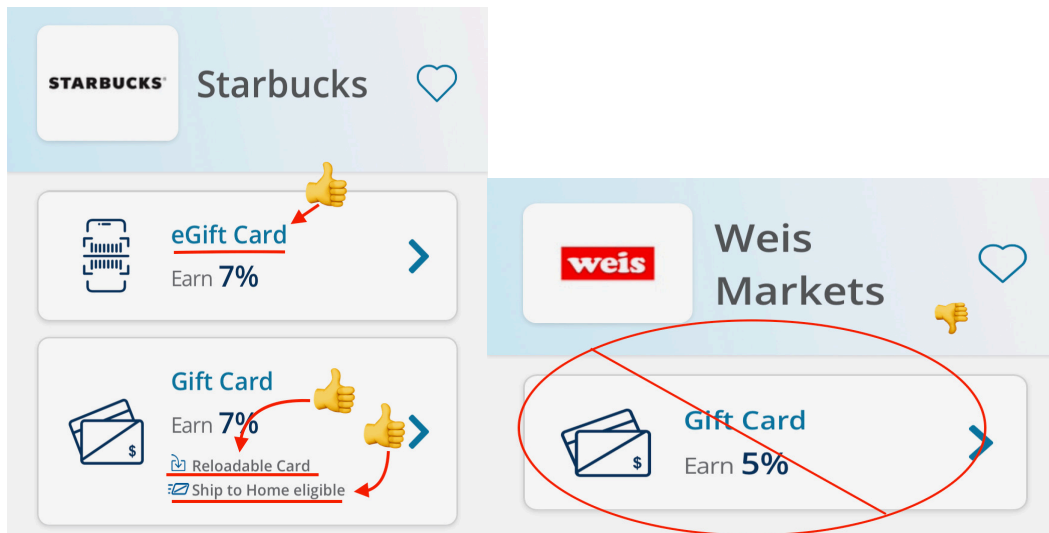 STARBUCKS®
Starbucks
eGift Card
Earn 7%
Gift Card
Earn 7%
$
Reloadable Card
Ship to Home eligible
weis
Weis
Markets
Gift Card
Earn 5%
$